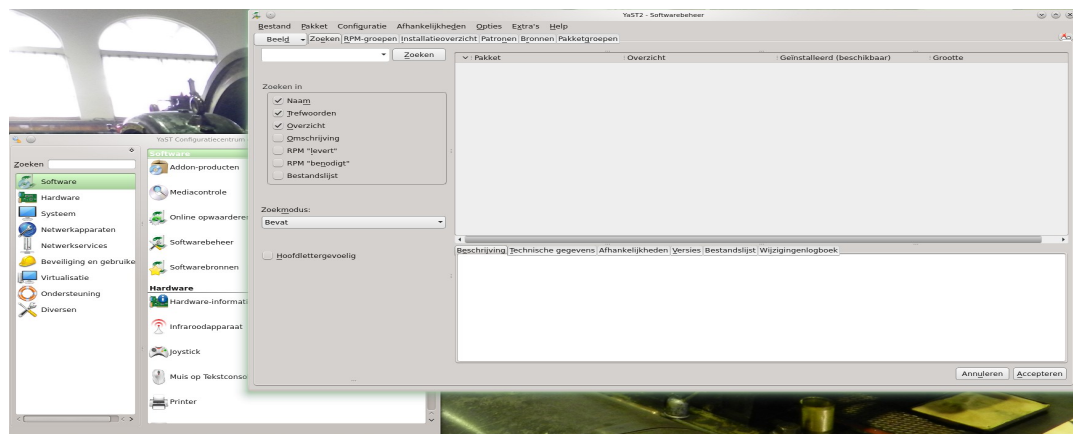 YaST2 - Softwarebeheer
Bestand Pakket Configuratie Afhankelijkheden Opties Extra's Help
Beeld Zoeken RPM-groepen Installatieoverzicht Patronen Bronnen Pakketgroepen
Zoeken
Pakket Overzicht Geïnstalleerd (beschikbaar) Grootte
Zoeken in
Naam
Trefwoorden
Overzicht
Omschrijving
RPM "levert"
RPM "benodigt"
Bestandslijst
Zoekmodus:
Bevat
Hoofdlettergevoelig
Beschrijving Technische gegevens Afhankelijkheden Versies Bestandslijst Wijzigingenlogboek
Annuleren Accepteren
YaST Configuratiecentrum
Zoeken
Software
Hardware
Systeem
Netwerkapparaten
Netwerkservices
Beveiliging en gebruike
Virtualisatie
Ondersteuning
Diversen
Software
Addon-producten
Mediacontrole
Online opwaarderen
Softwarebeheer
Softwarebronnen
Hardware
Hardware-informati
Infraroodapparaat
Joystick
Muis op Tekstconso
Printer